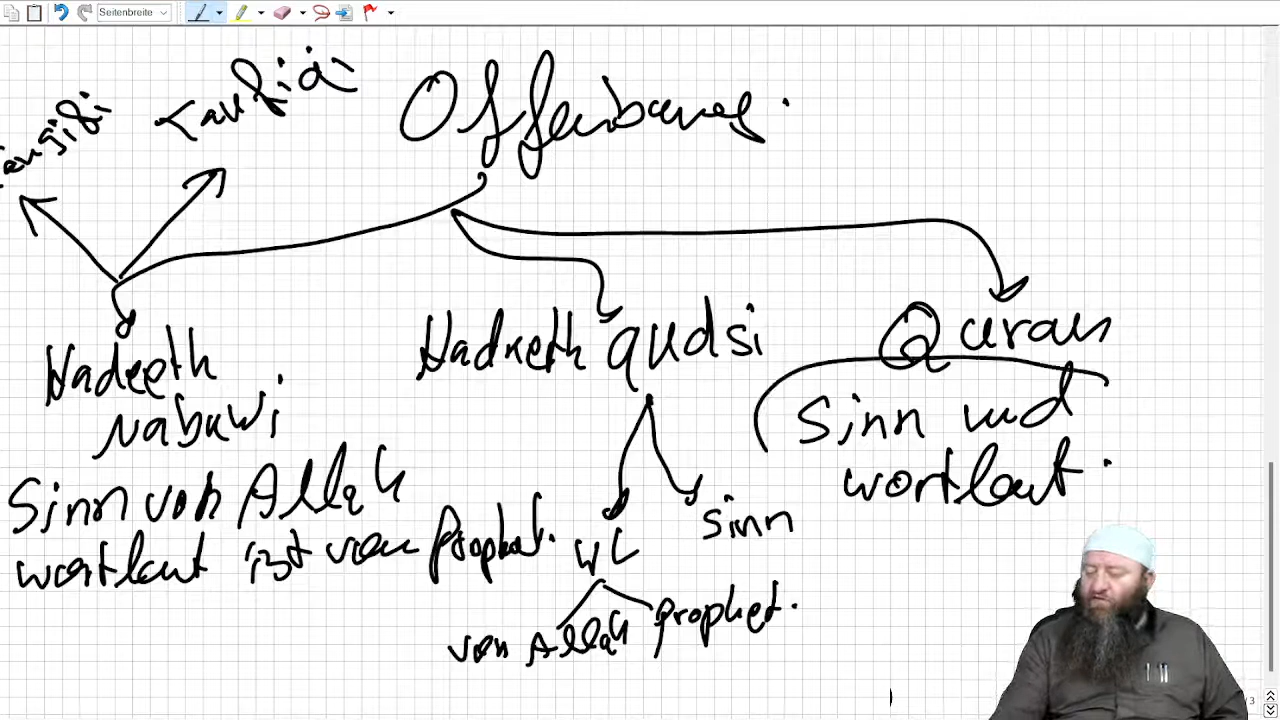 Seitenbreite
Taufiqi
Offenbarung.
Hadeeth
Nabawi
Sinn von Allah
wortlaut ist vom Prophet.
Hadeeth qudsi
WL
Sinn
von Allah
Prophet.
Quran
Sinn und
wortlaut.